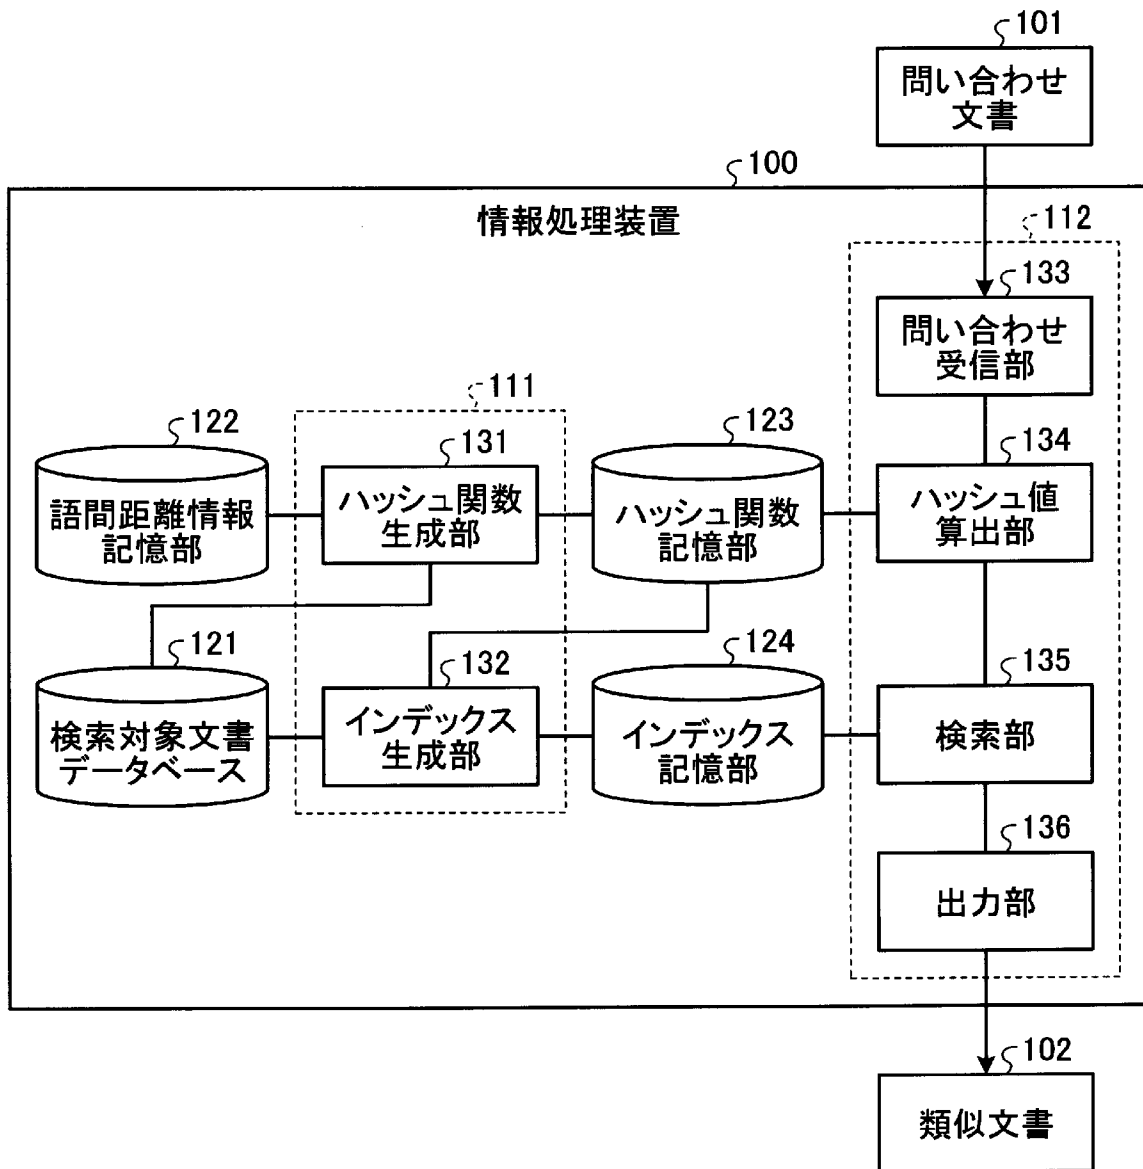 101
問い合わせ
文書
100
情報処理装置
112
133
問い合わせ
受信部
111
122
131
123
134
語間距離情報
記憶部
ハッシュ関数
生成部
ハッシュ関数
記憶部
ハッシュ値
算出部
121
132
124
135
検索対象文書
データベース
インデックス
生成部
インデックス
記憶部
検索部
136
出力部
102
類似文書